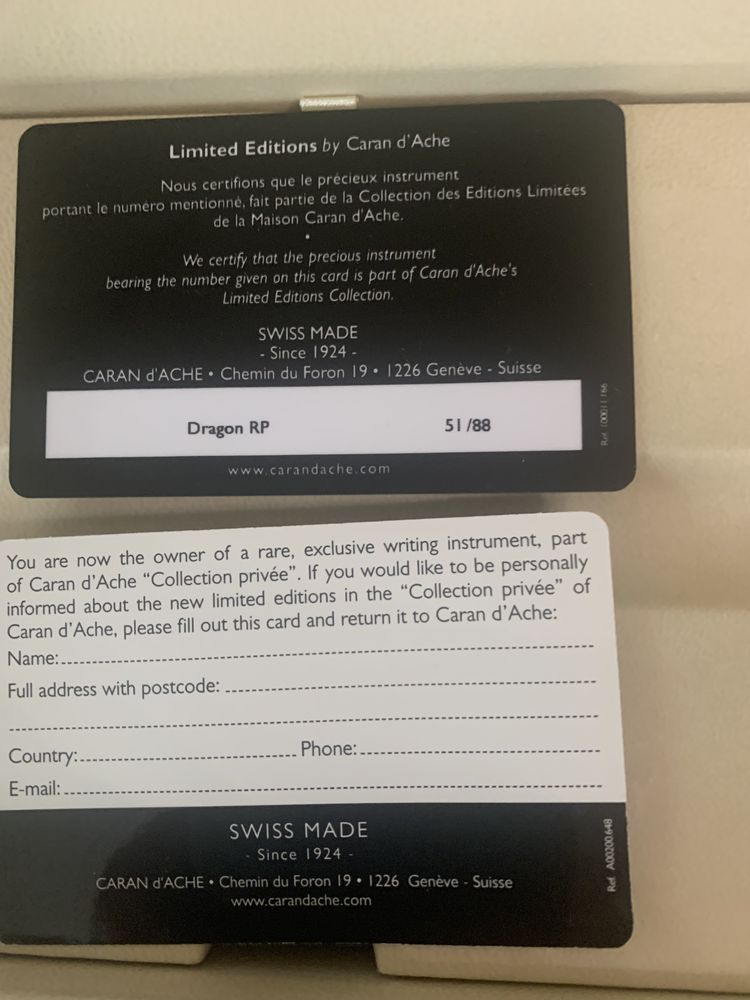 Limited Editions by Caran d'Ache
Nous certifions que le précieux instrument
portant le numéro mentionné, fait partie de la Collection des Editions Limitées
de la Maison Caran d'Ache.
•
We certify that the precious instrument
bearing the number given on this card is part of Caran d'Ache's
Limited Editions Collection.
SWISS MADE
- Since 1924 -
CARAN d'ACHE • Chemin du Foron 19 • 1226 Genève - Suisse
Dragon RP 51/88
www.carandache.com
Ref. 100011.166
You are now the owner of a rare, exclusive writing instrument, part
of Caran d'Ache “Collection privée”. If you would like to be personally
informed about the new limited editions in the “Collection privée” of
Caran d'Ache, please fill out this card and return it to Caran d'Ache:
Name:
Full address with postcode:
Country: Phone:
E-mail:
SWISS MADE
- Since 1924 -
CARAN d'ACHE • Chemin du Foron 19 • 1226 Genève - Suisse
www.carandache.com
Ref. A00200.648